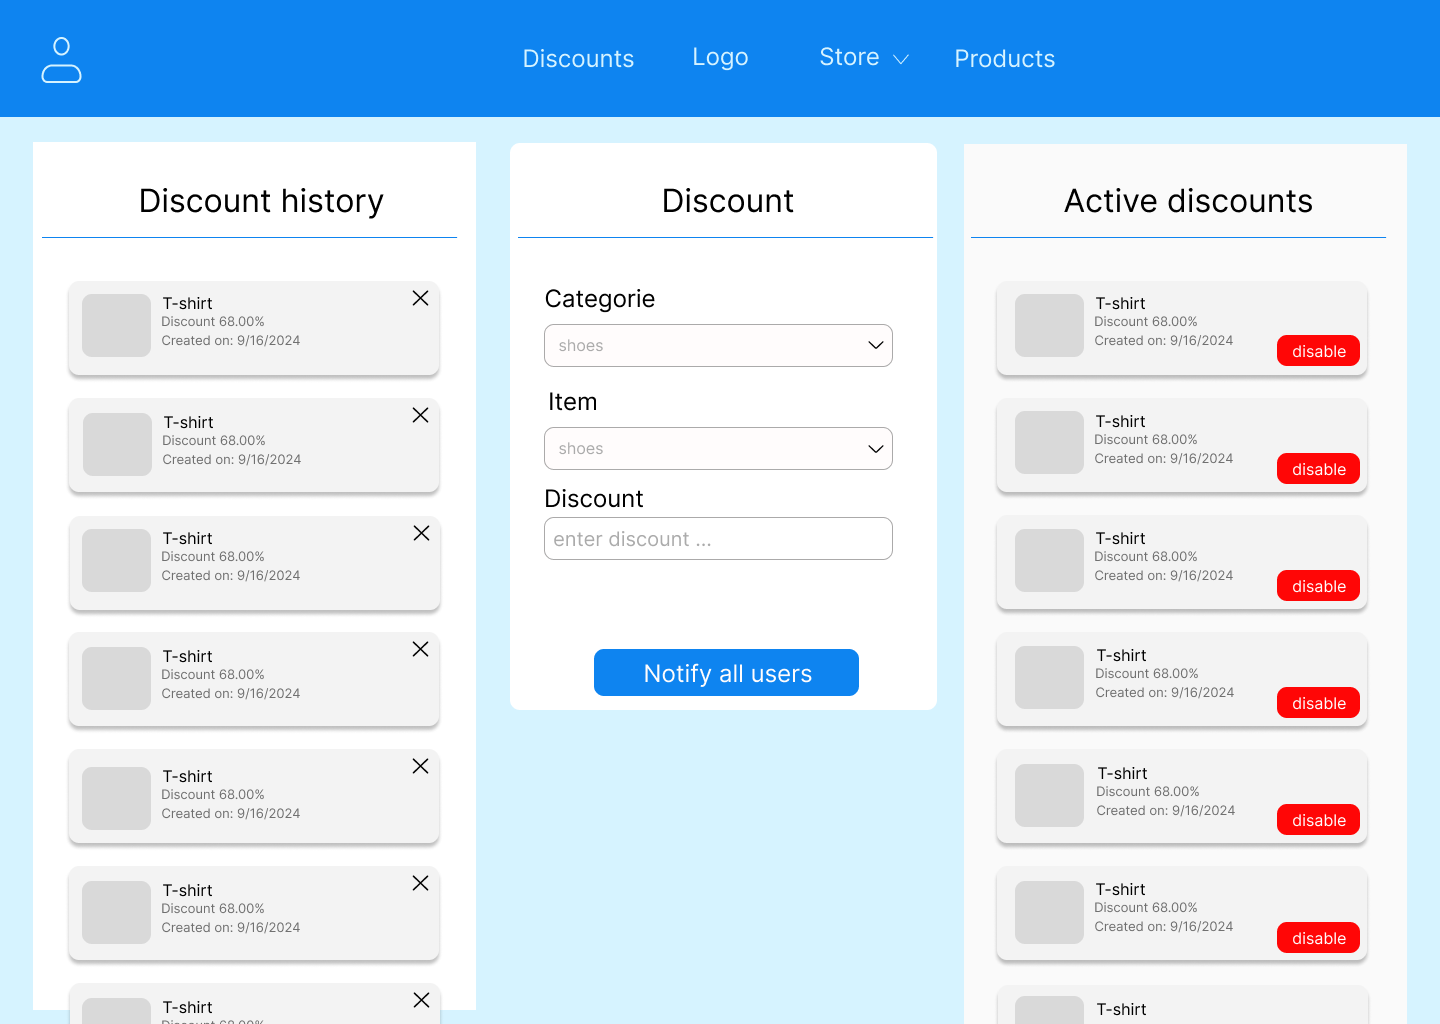 Discounts
Logo
Store
Products
Discount history
T-shirt
Discount 68.00%
Created on: 9/16/2024
T-shirt
Discount 68.00%
Created on: 9/16/2024
T-shirt
Discount 68.00%
Created on: 9/16/2024
T-shirt
Discount 68.00%
Created on: 9/16/2024
T-shirt
Discount 68.00%
Created on: 9/16/2024
T-shirt
Discount 68.00%
Created on: 9/16/2024
T-shirt
Discount 68.00%
Discount
Categorie
shoes
Item
shoes
Discount
enter discount ...
Notify all users
Active discounts
T-shirt
Discount 68.00%
Created on: 9/16/2024
disable
T-shirt
Discount 68.00%
Created on: 9/16/2024
disable
T-shirt
Discount 68.00%
Created on: 9/16/2024
disable
T-shirt
Discount 68.00%
Created on: 9/16/2024
disable
T-shirt
Discount 68.00%
Created on: 9/16/2024
disable
T-shirt
Discount 68.00%
Created on: 9/16/2024
disable
T-shirt